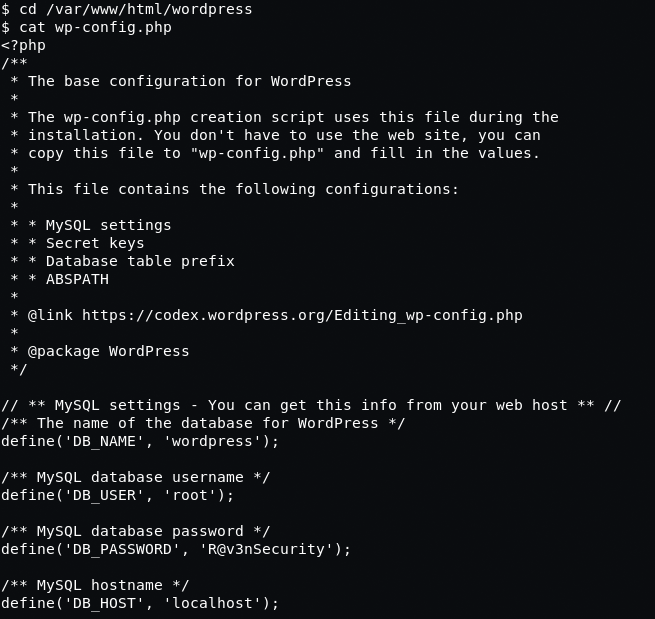 $ cd /var/www/html/wordpress
$ cat wp-config.php
<?php
/**
 * The base configuration for WordPress
 *
 * The wp-config.php creation script uses this file during the
 * installation. You don't have to use the web site, you can
 * copy this file to "wp-config.php" and fill in the values.
 *
 * This file contains the following configurations:
 *
 * * MySQL settings
 * * Secret keys
 * * Database table prefix
 * * ABSPATH
 *
 * @link https://codex.wordpress.org/Editing_wp-config.php
 *
 * @package WordPress
 */

// ** MySQL settings - You can get this info from your web host ** //
/** The name of the database for WordPress */
define('DB_NAME', 'wordpress');

/** MySQL database username */
define('DB_USER', 'root');

/** MySQL database password */
define('DB_PASSWORD', 'R@v3nSecurity');

/** MySQL hostname */
define('DB_HOST', 'localhost');